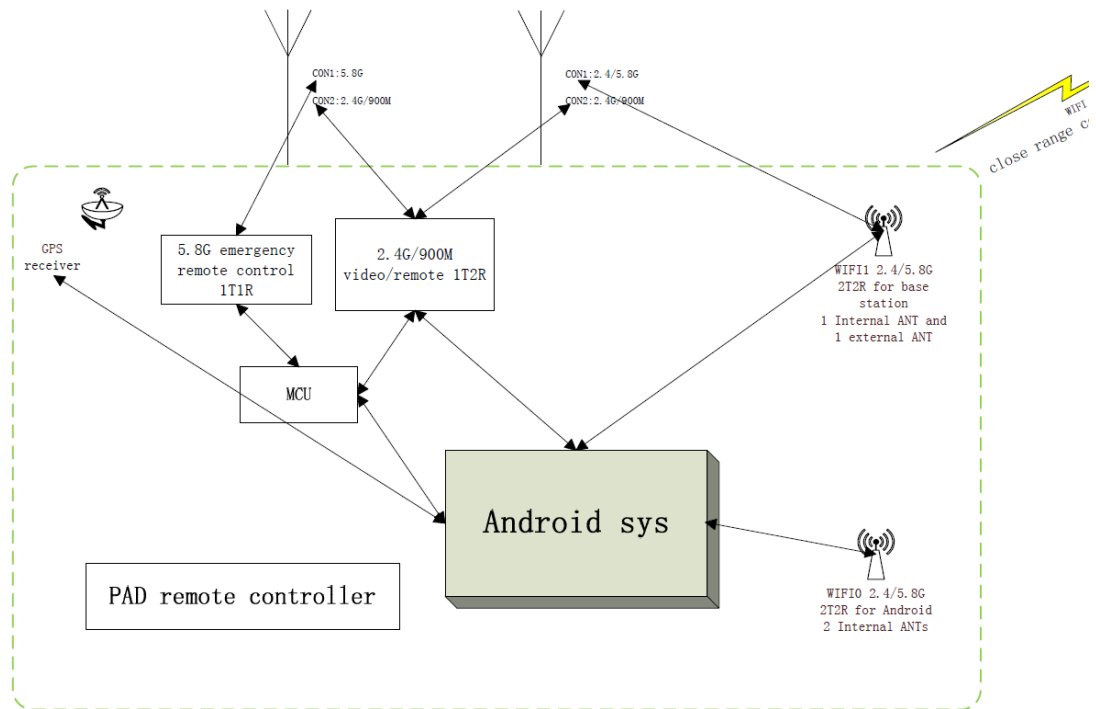 CON1:5.8G
CON2:2.4G/900M
CON1:2.4/5.8G
CON2:2.4G/900M
WIFI
close range
GPS
receiver
5.8G emergency
remote control
1T1R
2.4G/900M
video/remote 1T2R
WIFI1 2.4/5.8G
2T2R for base
station
1 Internal ANT and
1 external ANT
MCU
Android sys
PAD remote controller
WIFI0 2.4/5.8G
2T2R for Android
2 Internal ANTs